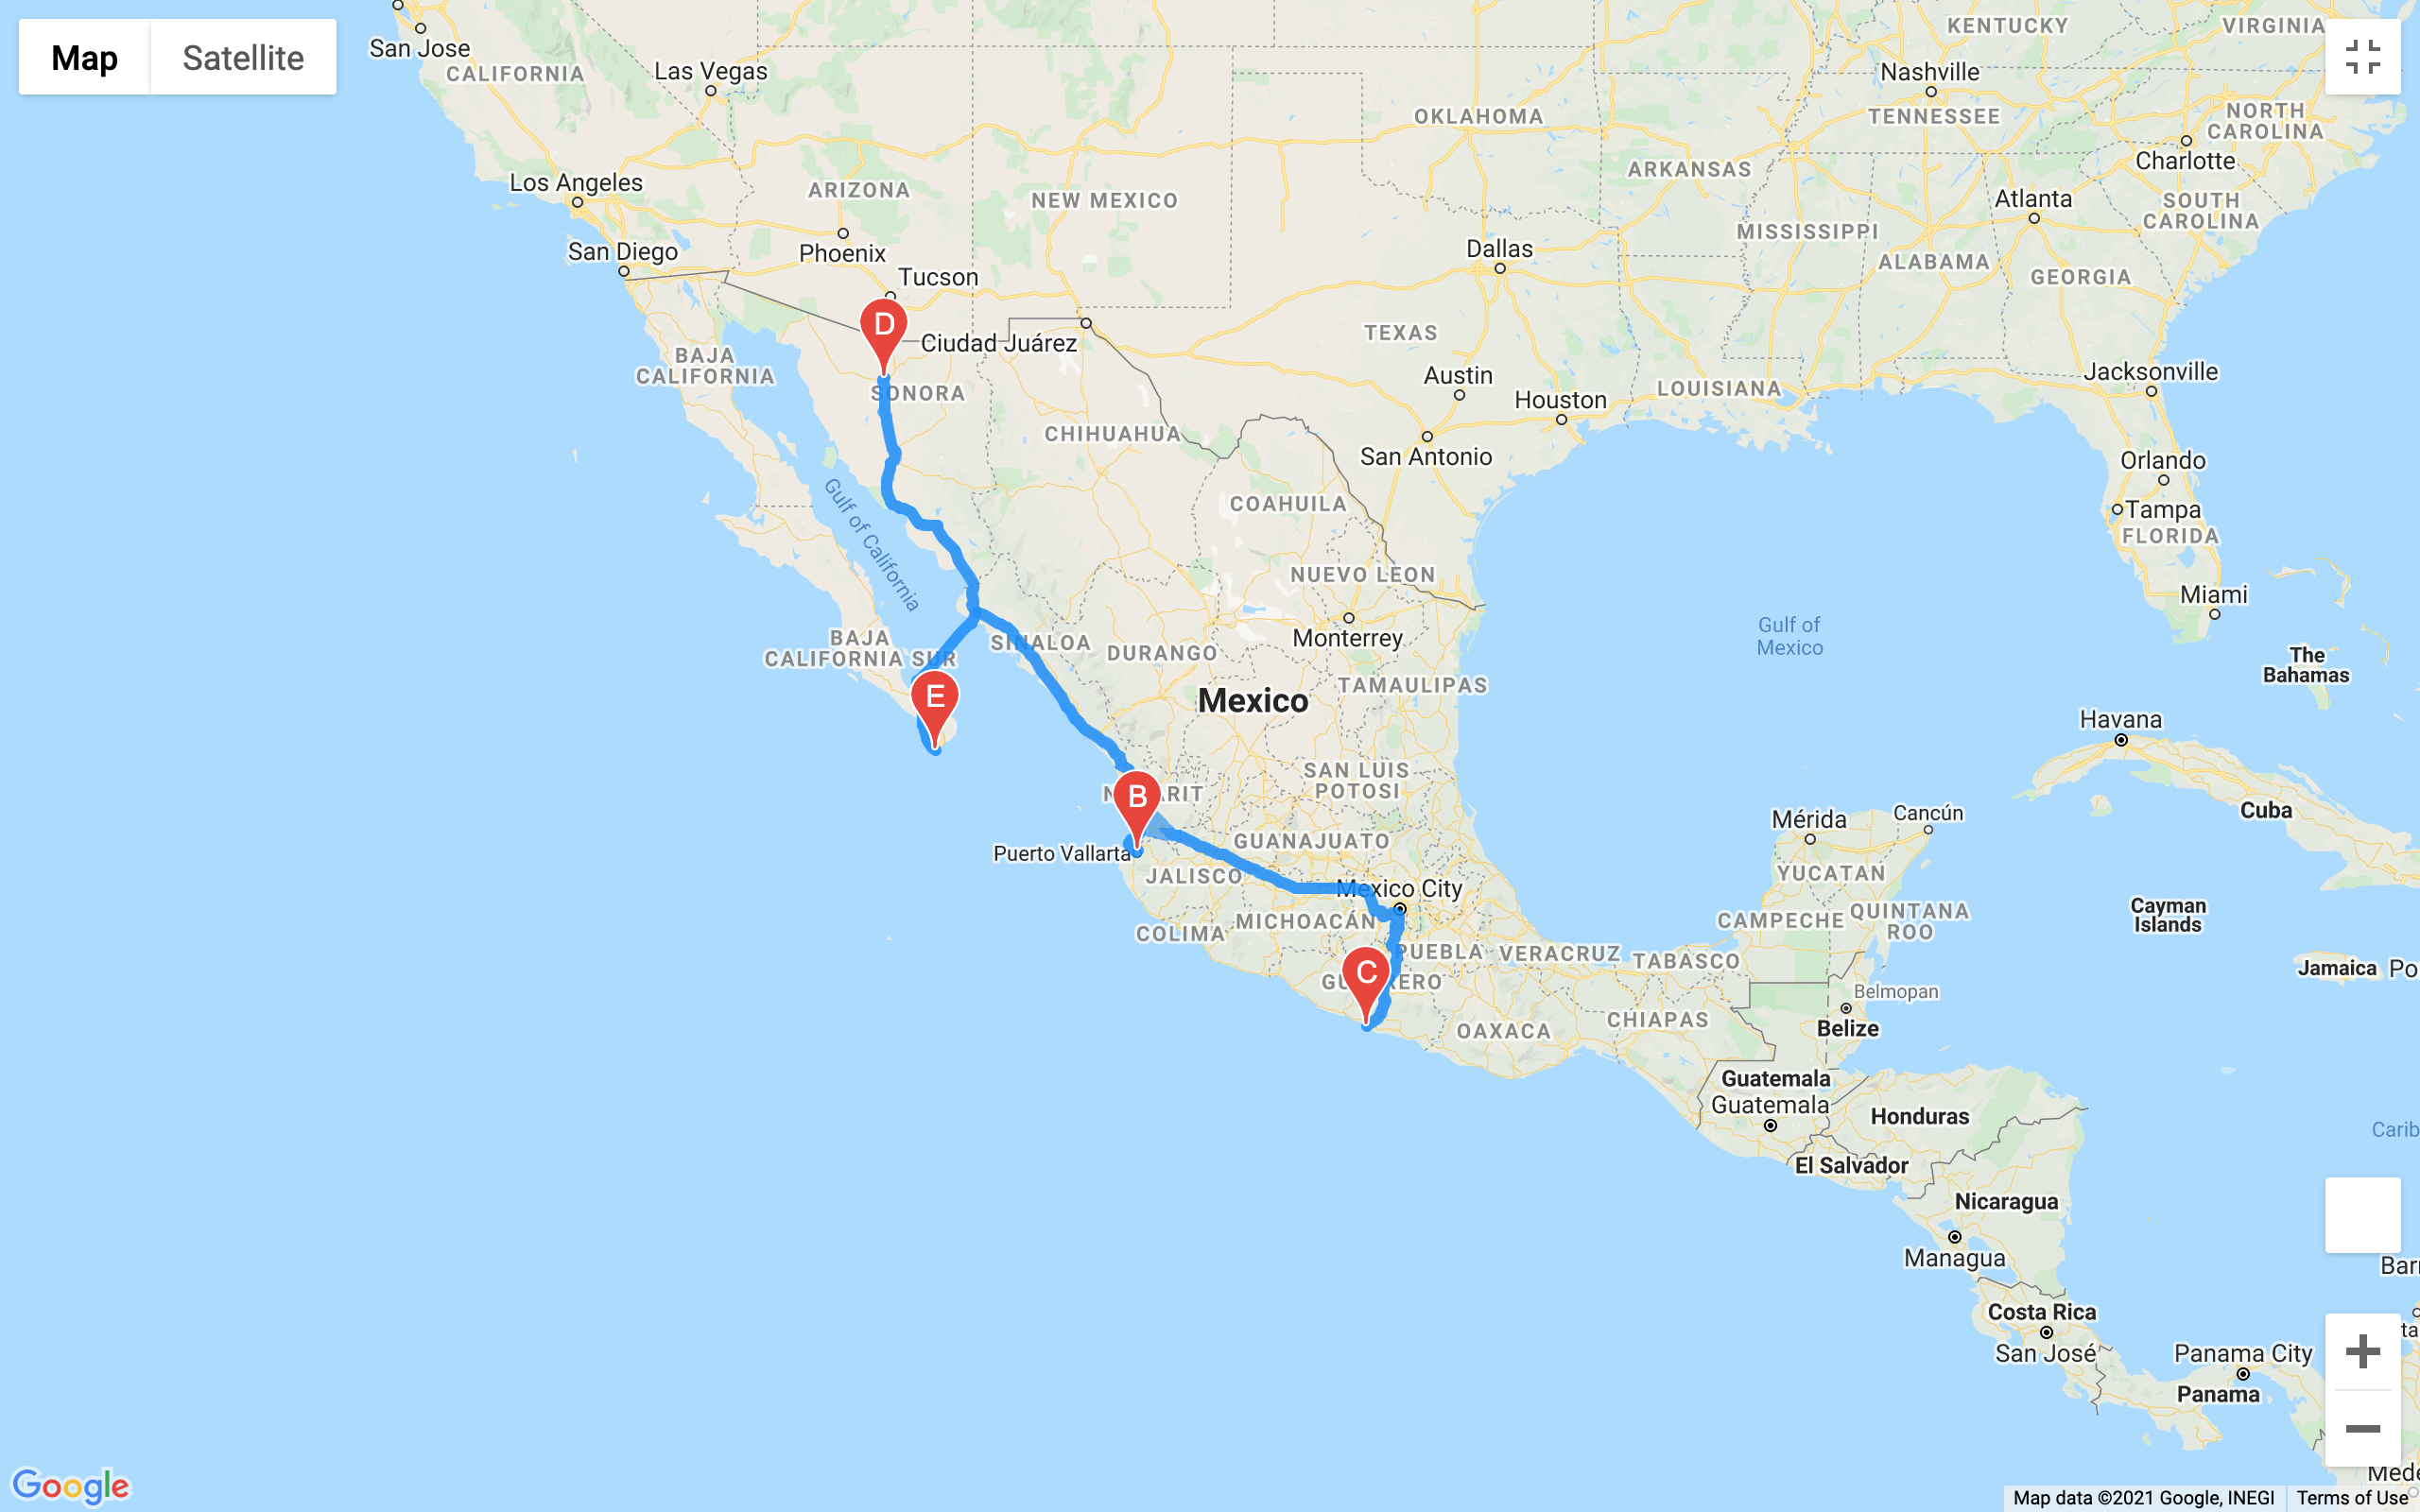 Map
Satellite
San Jose
CALIFORNIA
Las Vegas
KENTUCKY
VIRGINIA
Nashville
TENNESSEE
OKLAHOMA
NORTH
CAROLINA
Charlotte
ARKANSAS
Los Angeles
ARIZONA
NEW MEXICO
Atlanta
SOUTH
CAROLINA
MISSISSIPPI
San Diego
Phoenix
Dallas
ALABAMA
GEORGIA
Tucson
D
Ciudad Juárez
TEXAS
BAJA
CALIFORNIA
SONORA
Austin
Houston
LOUISIANA
Jacksonville
CHIHUAHUA
San Antonio
Orlando
Gulf of California
COAHUILA
Tampa
FLORIDA
NUEVO LEON
Miami
BAJA
CALIFORNIA SUR
SINALOA
DURANGO
Monterrey
Gulf of
Mexico
The
Bahamas
E
Mexico
TAMAULIPAS
Havana
B
SAN LUIS
POTOSI
Mérida
Cancún
Cuba
Puerto Vallarta
GUANAJUATO
JALISCO
Mexico City
YUCATAN
COLIMA
MICHOACÁN
CAMPECHE
QUINTANA
ROO
Cayman
Islands
C
PUEBLA
VERACRUZ
TABASCO
Jamaica
Po
Belmopan
Belize
OAXACA
CHIAPAS
Guatemala
Guatemala
Honduras
Carib
El Salvador
Nicaragua
Managua
Costa Rica
San José
Panama City
Panama
Google
Map data ©2021 Google, INEGI
Terms of Use